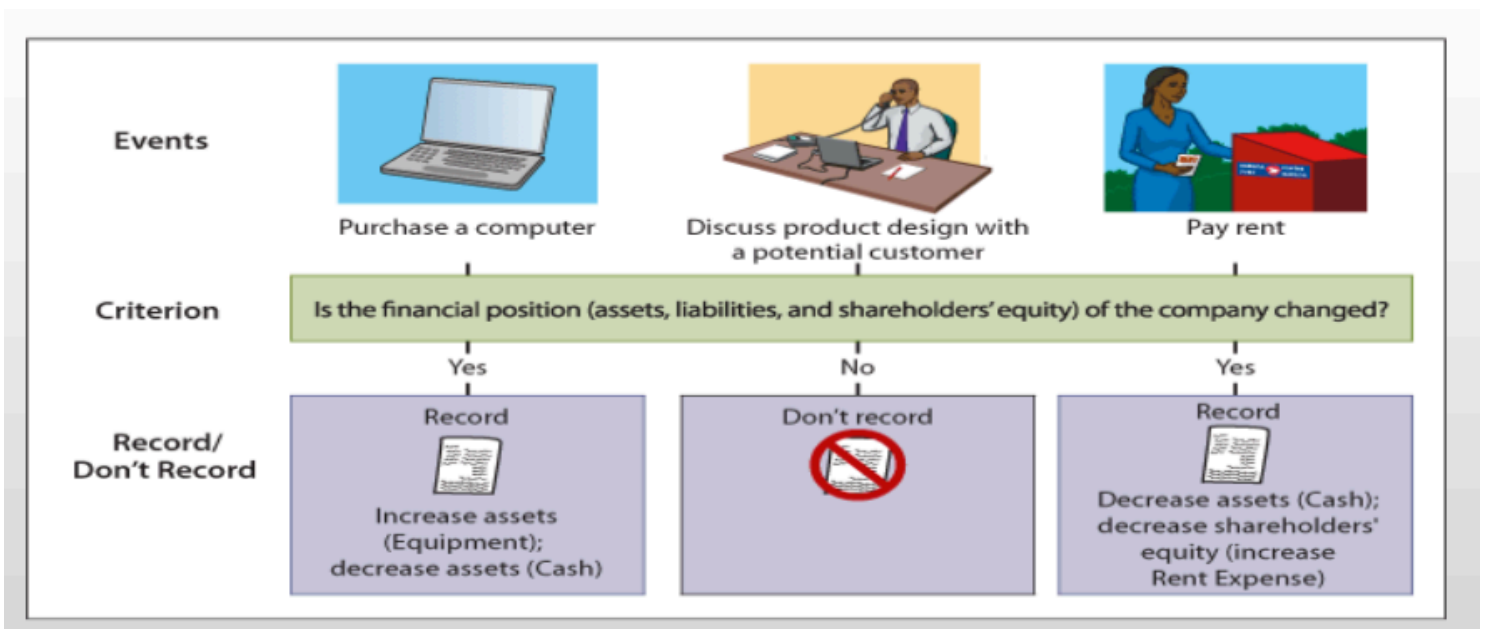 Events
Purchase a computer
Discuss product design with
a potential customer
Pay rent
Criterion
Is the financial position (assets, liabilities, and shareholders' equity) of the company changed?
Yes
No
Yes
Record/
Don't Record
Record
Increase assets
(Equipment);
decrease assets (Cash)
Don't record
Record
Decrease assets (Cash);
decrease shareholders'
equity (increase
Rent Expense)